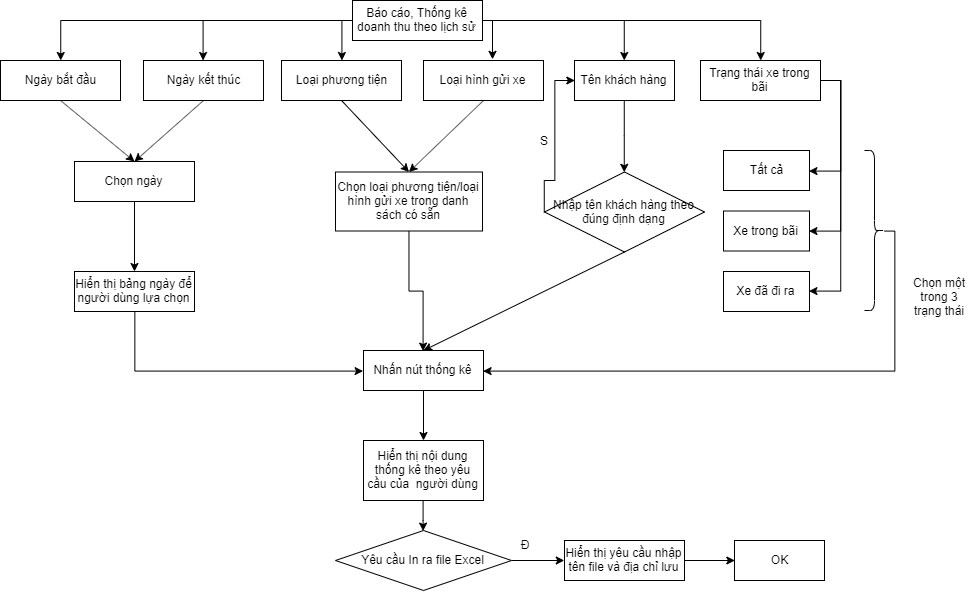 Báo cáo, Thống kê
doanh thu theo lịch sử
Ngày bắt đầu
Ngày kết thúc
Loại phương tiện
Loại hình gửi xe
Tên khách hàng
Trạng thái xe trong
bãi
S
Chọn ngày
Chọn loại phương tiện/loại
hình gửi xe trong danh
sách có sẵn
Nhập tên khách hàng theo
đúng định dạng
Tất cả
Xe trong bãi
Xe đã đi ra
Chọn một
trong 3
trạng thái
Hiển thị bảng ngày để
người dùng lựa chọn
Nhấn nút thống kê
Hiển thị nội dung
thống kê theo yêu
cầu của người dùng
Yêu cầu In ra file Excel
Đ
Hiển thị yêu cầu nhập
tên file và địa chỉ lưu
OK